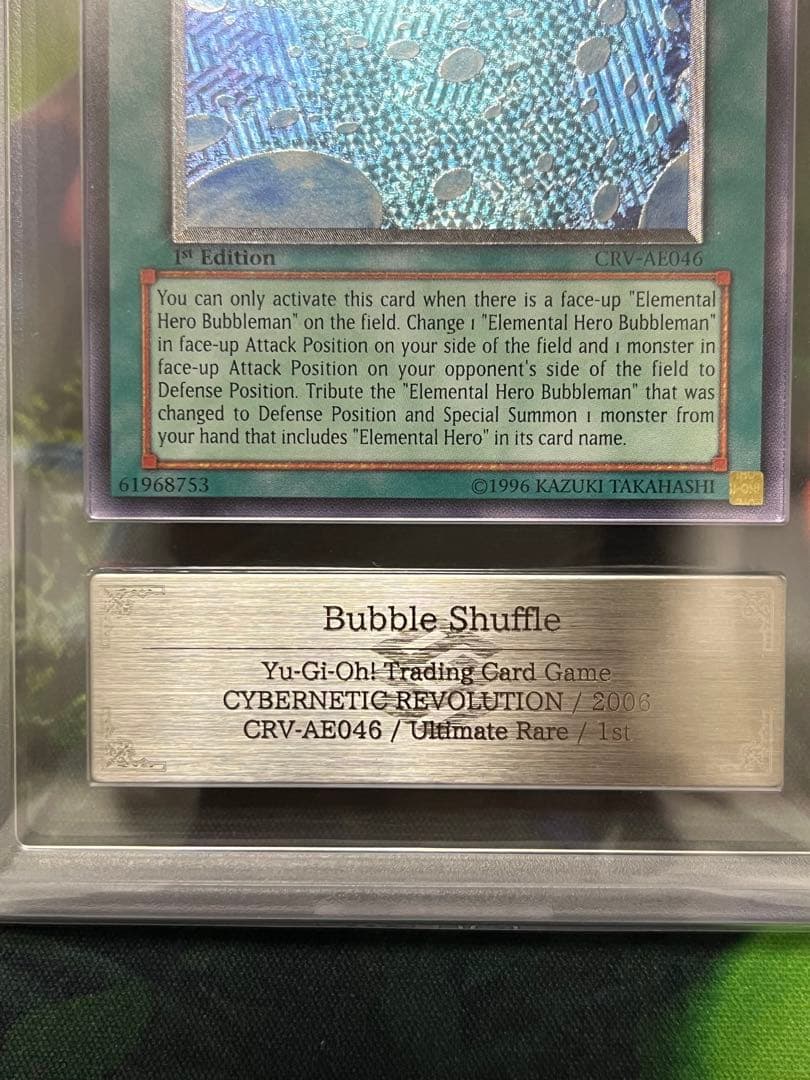 1st Edition CRV-AE046
You can only activate this card when there is a face-up "Elemental
Hero Bubbleman" on the field. Change 1 "Elemental Hero Bubbleman"
in face-up Attack Position on your side of the field and 1 monster in
face-up Attack Position on your opponent's side of the field to
Defense Position. Tribute the "Elemental Hero Bubbleman" that was
changed to Defense Position and Special Summon 1 monster from
your hand that includes "Elemental Hero" in its card name.
61968753 ©1996 KAZUKI TAKAHASHI
Bubble Shuffle
Yu-Gi-Oh! Trading Card Game
CYBERNETIC REVOLUTION / 2006
CRV-AE046 / Ultimate Rare / 1st